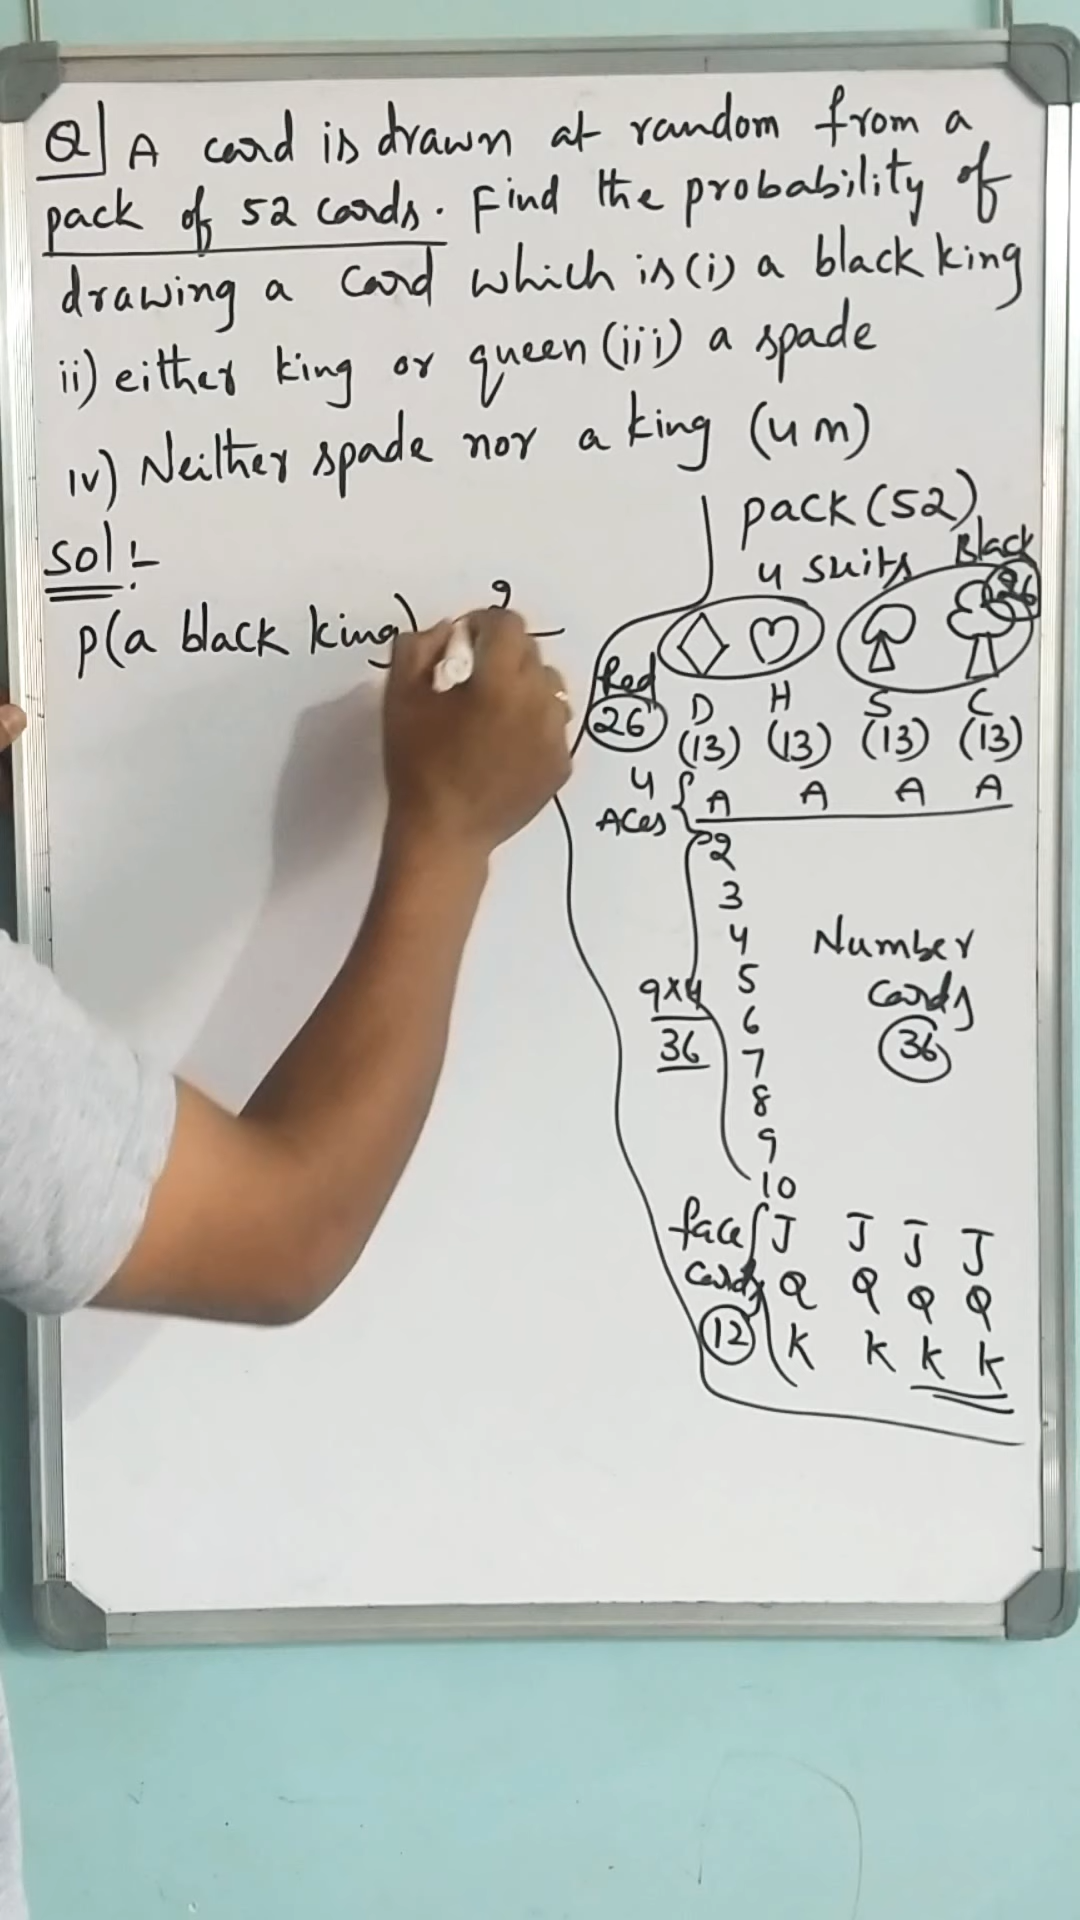 Q] A card is drawn at random from a
pack of 52 cards. Find the probability of
drawing a card which is (i) a black king
ii) either king or queen (iii) a spade
iv) Neither spade nor a king (4m)
Sol:-
P(a black king)
pack (52)
4 suits
Black
26
Red
26
D H S C
(13) (13) (13) (13)
4 Aces
A A A A
2
3
4
5
6
7
8
9
10
9x4
36
Number
cards
36
face cards
12
J J J J
Q Q Q Q
K K K K